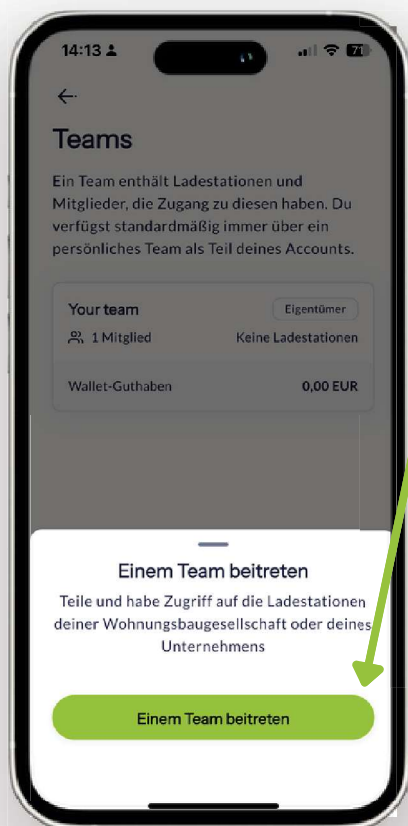 14:13
71
Teams
Ein Team enthält Ladestationen und
Mitglieder, die Zugang zu diesen haben. Du
verfügst standardmäßig immer über ein
persönliches Team als Teil deines Accounts.
Your team Eigentümer
1 Mitglied Keine Ladestationen
Wallet-Guthaben 0,00 EUR
Einem Team beitreten
Teile und habe Zugriff auf die Ladestationen
deiner Wohnungsbaugesellschaft oder deines
Unternehmens
Einem Team beitreten